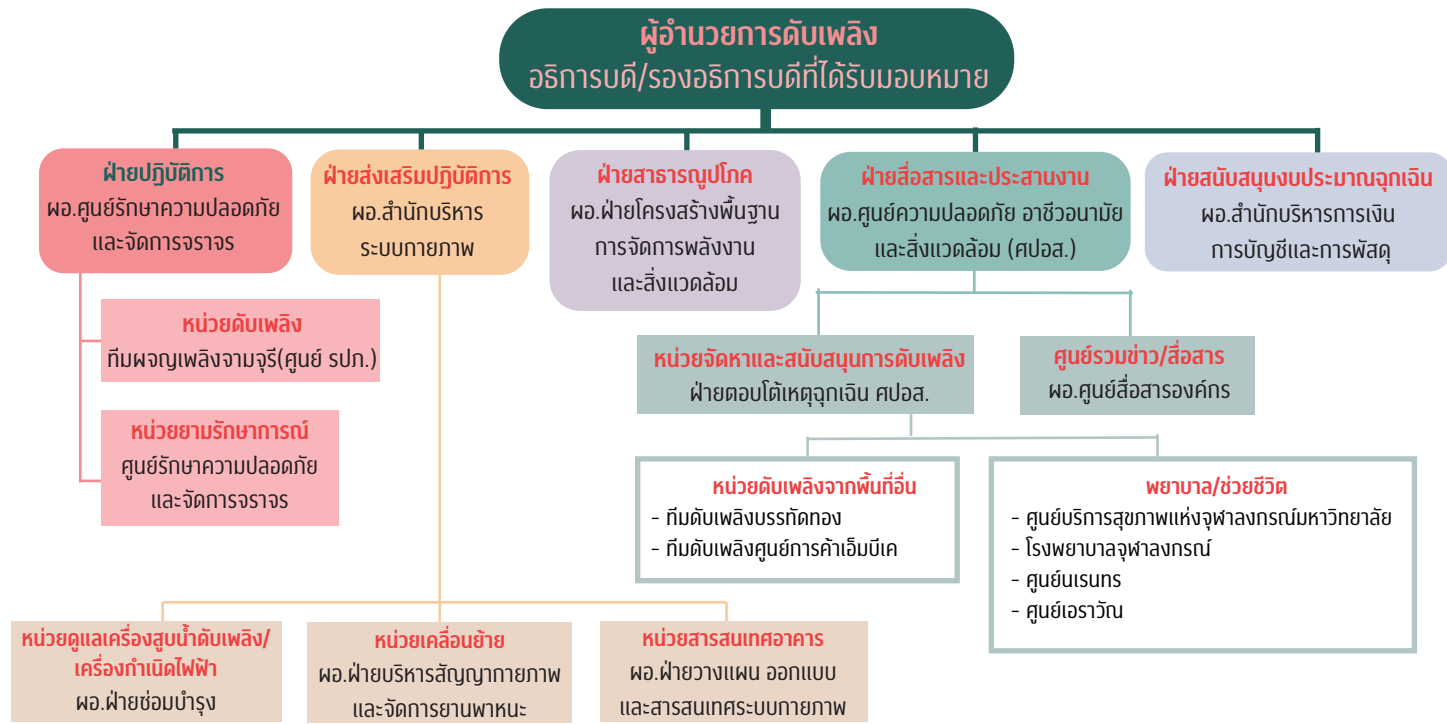 ผู้อำนวยการดับเพลิง
อธิการบดี/รองอธิการบดีที่ได้รับมอบหมาย
ฝ่ายปฏิบัติการ
ผอ.ศูนย์รักษาความปลอดภัย
และจัดการจราจร
ฝ่ายส่งเสริมปฏิบัติการ
ผอ.สำนักบริหาร
ระบบกายภาพ
ฝ่ายสาธารณูปโภค
ผอ.ฝ่ายโครงสร้างพื้นฐาน
การจัดการพลังงาน
และสิ่งแวดล้อม
ฝ่ายสื่อสารและประสานงาน
ผอ.ศูนย์ความปลอดภัย อาชีวอนามัย
และสิ่งแวดล้อม (ศปอส.)
ฝ่ายสนับสนุนงบประมาณฉุกเฉิน
ผอ.สำนักบริหารการเงิน
การบัญชีและการพัสดุ
หน่วยดับเพลิง
ทีมผจญเพลิงจามจุรี(ศูนย์ รปภ.)
หน่วยยามรักษาการณ์
ศูนย์รักษาความปลอดภัย
และจัดการจราจร
หน่วยจัดหาและสนับสนุนการดับเพลิง
ฝ่ายตอบโต้เหตุฉุกเฉิน ศปอส.
ศูนย์รวมข่าว/สื่อสาร
ผอ.ศูนย์สื่อสารองค์กร
หน่วยดับเพลิงจากพื้นที่อื่น
- ทีมดับเพลิงบรรทัดทอง
- ทีมดับเพลิงศูนย์การค้าเอ็มบีเค
พยาบาล/ช่วยชีวิต
- ศูนย์บริการสุขภาพแห่งจุฬาลงกรณ์มหาวิทยาลัย
- โรงพยาบาลจุฬาลงกรณ์
- ศูนย์นเรนทร
- ศูนย์เอราวัณ
หน่วยดูแลเครื่องสูบน้ำดับเพลิง/
เครื่องกำเนิดไฟฟ้า
ผอ.ฝ่ายซ่อมบำรุง
หน่วยเคลื่อนย้าย
ผอ.ฝ่ายบริหารสัญญากายภาพ
และจัดการยานพาหนะ
หน่วยสารสนเทศอาคาร
ผอ.ฝ่ายวางแผน ออกแบบ
และสารสนเทศระบบกายภาพ